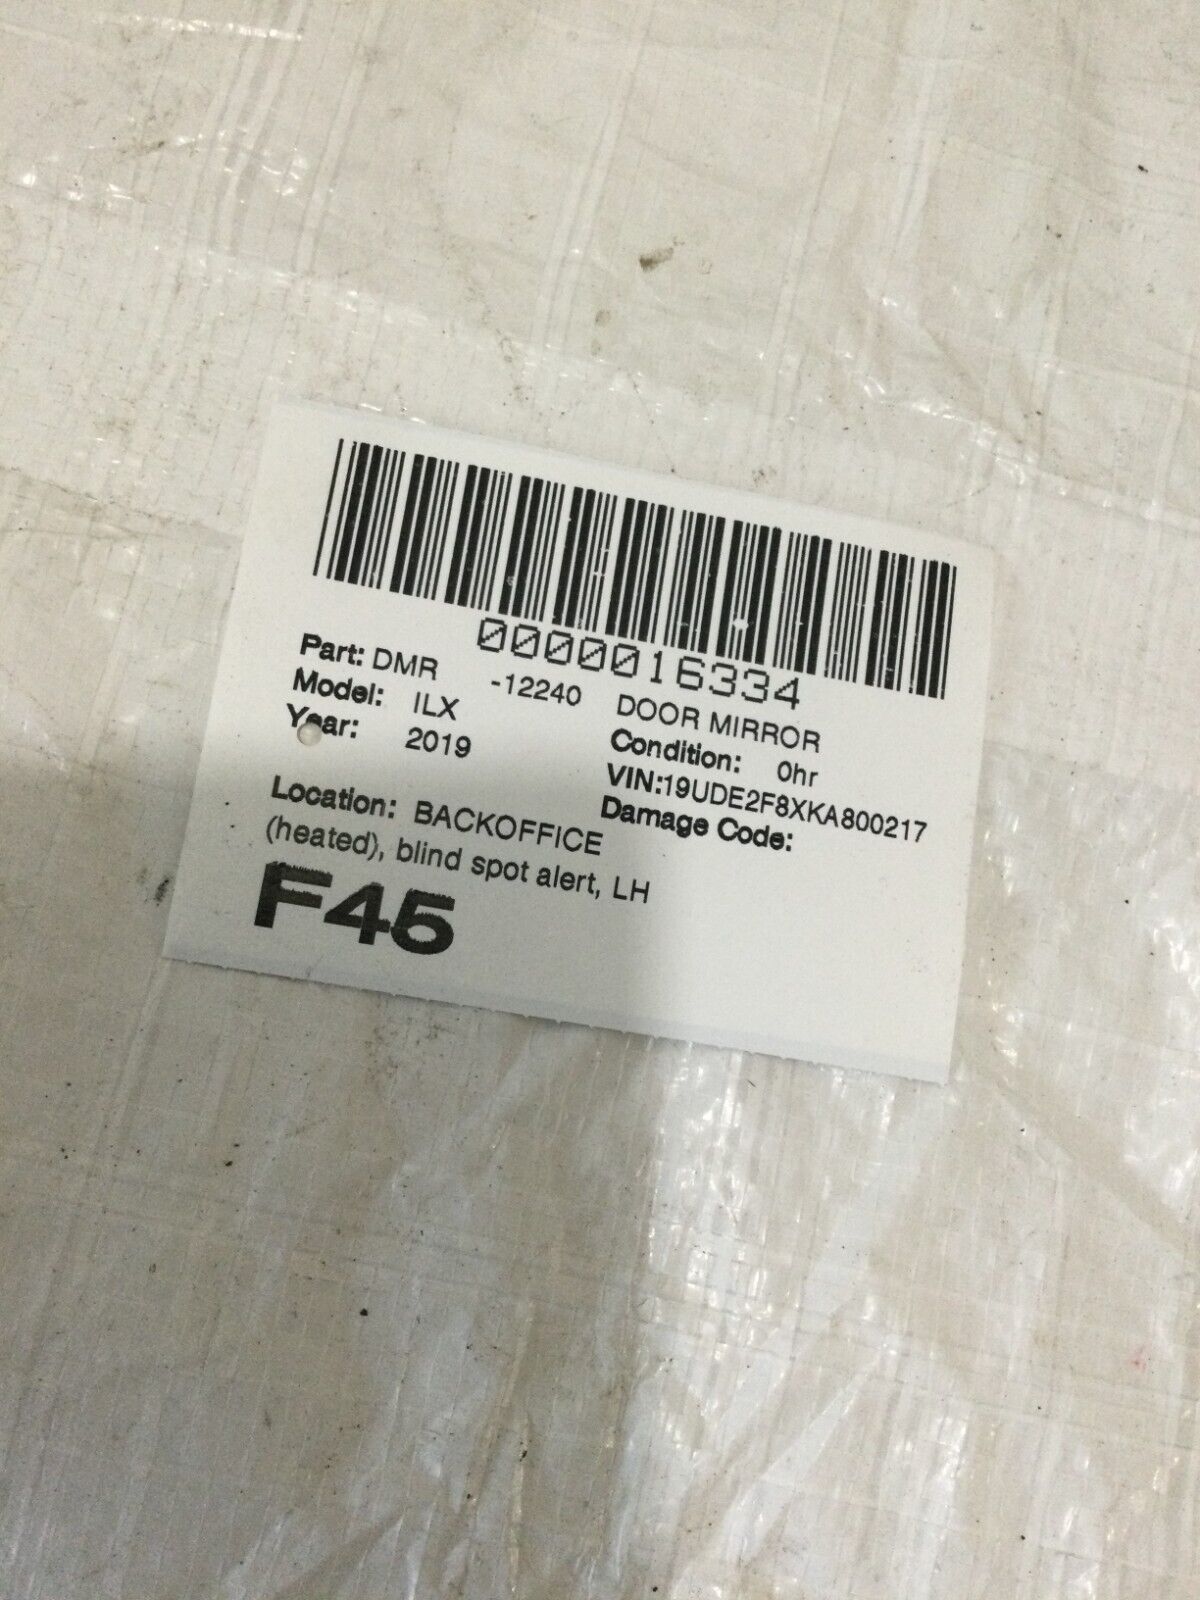 0000016334
Part: DMR -12240 DOOR MIRROR
Model: ILX Condition: 0hr
Year: 2019 VIN:19UDE2F8XKA800217
Damage Code:
Location: BACKOFFICE
(heated), blind spot alert, LH
F45